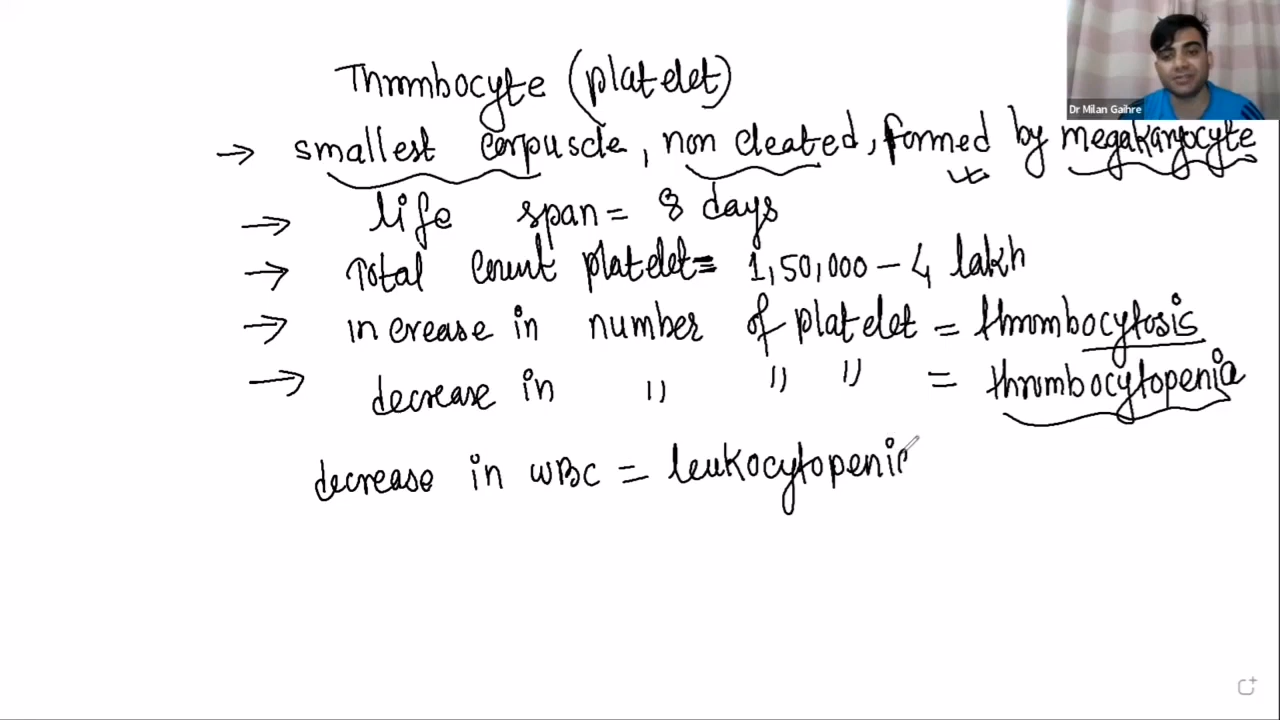 Thrombocyte (platelet)
Dr Milan Gaihre
→ smallest corpuscle, non cleated, formed by megakaryocyte
→ life span = 8 days
→ Total count platelet = 1,50,000 - 4 lakh
→ increase in number of platelet = thrombocytosis
→ decrease in " " " = thrombocytopenia
decrease in WBC = leukocytopenia